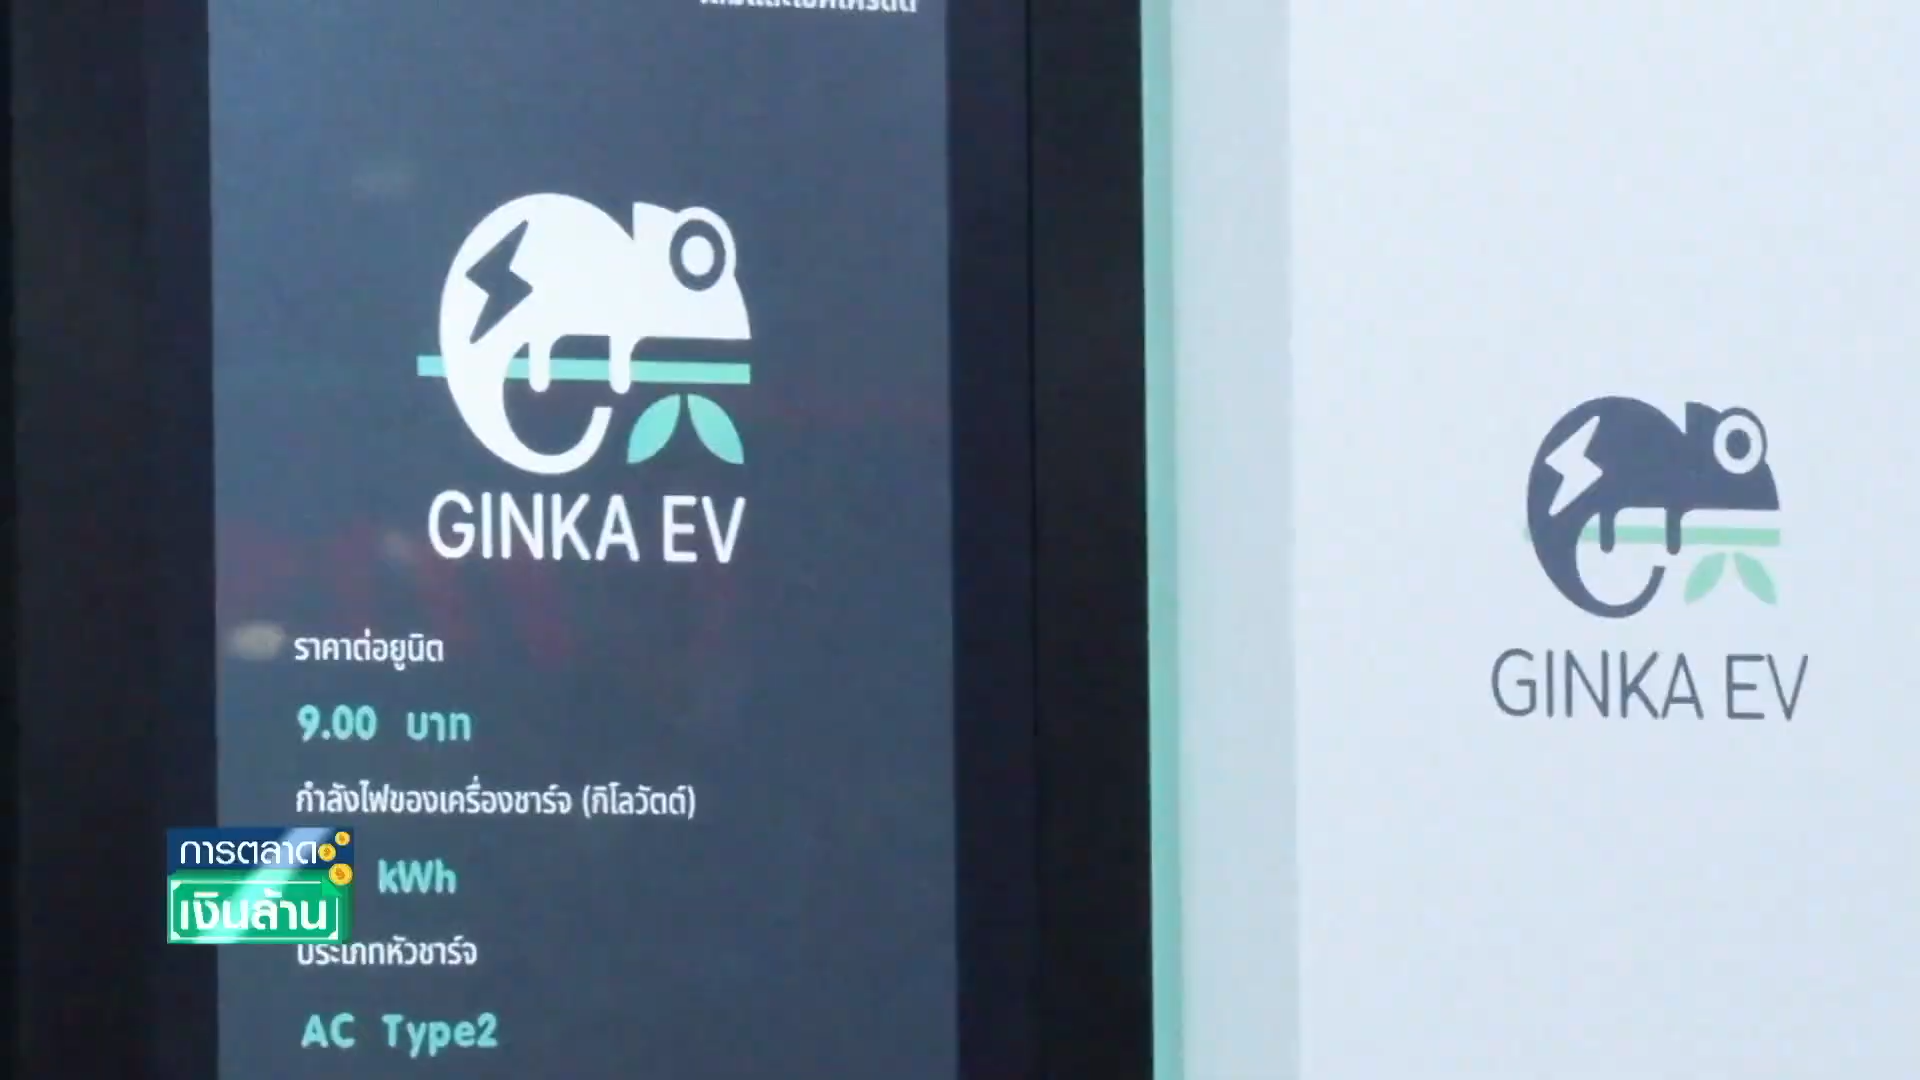 GINKA EV
ราคาต่อยูนิต
9.00 บาท
กำลังไฟของเครื่องชาร์จ (กิโลวัตต์)
kWh
ประเภทหัวชาร์จ
AC Type2
GINKA EV
การตลาด
เงินล้าน